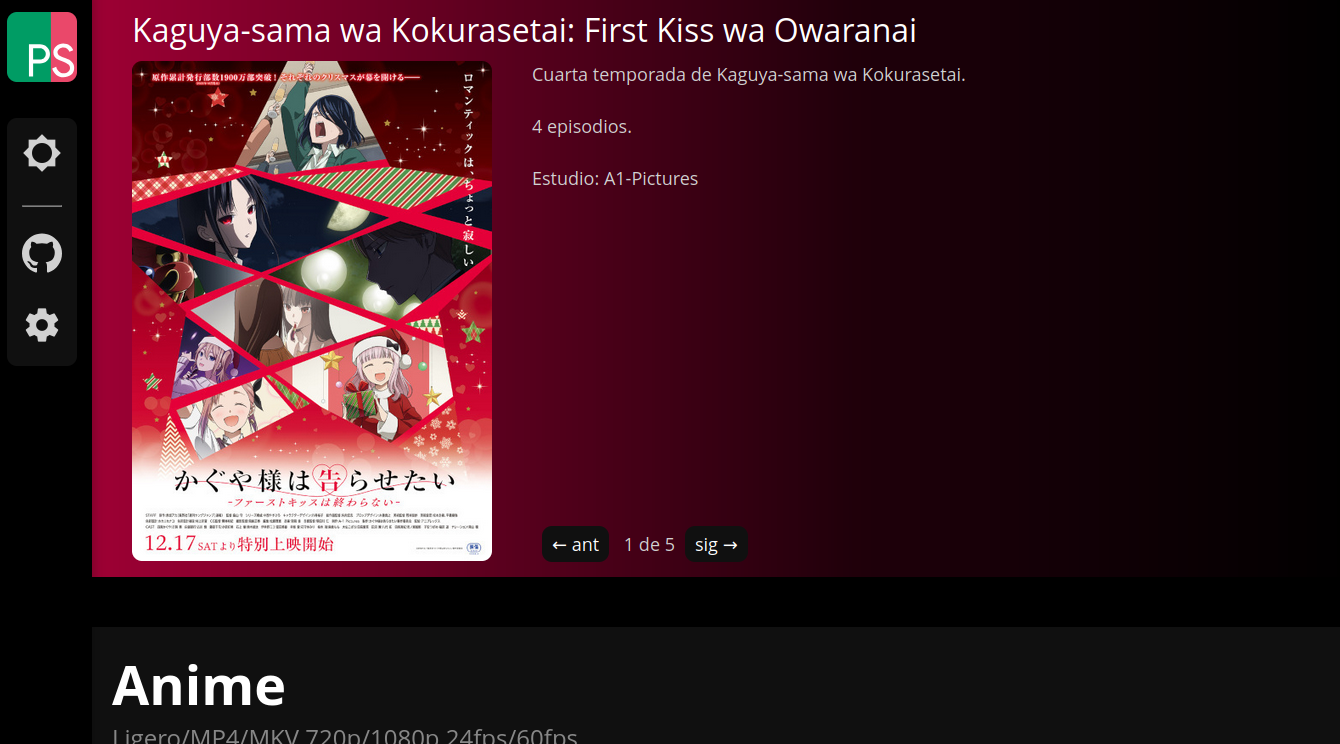 PS
Kaguya-sama wa Kokurasetai: First Kiss wa Owaranai
原作累計発行部数1900万部突破！それぞれのクリスマスが幕を開ける──
ロマンティックは、ちょっと寂しい
かぐや様は告らせたい
-ファーストキッスは終わらない-
STAFF
CAST
12.17SATより特別上映開始
Cuarta temporada de Kaguya-sama wa Kokurasetai.
4 episodios.
Estudio: A1-Pictures
← ant 1 de 5 sig →
Anime
Ligero/MP4/MKV 720p/1080p 24fps/60fps